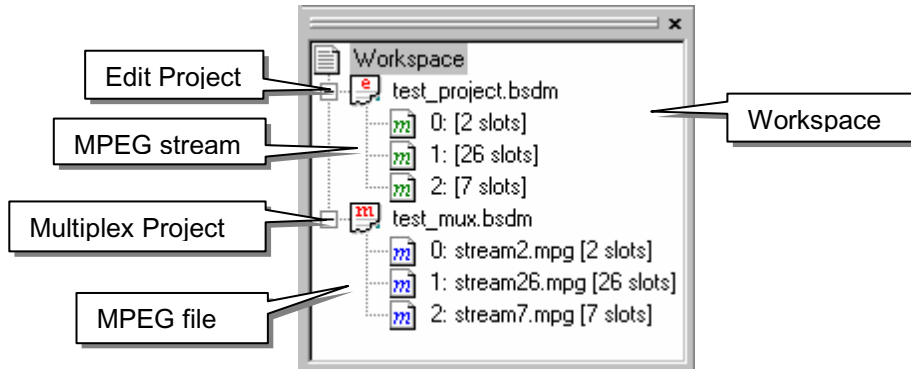 Workspace
test_project.bsdm
0: [2 slots]
1: [26 slots]
2: [7 slots]
test_mux.bsdm
0: stream2.mpg [2 slots]
1: stream26.mpg [26 slots]
2: stream7.mpg [7 slots]
Edit Project
MPEG stream
Multiplex Project
MPEG file
Workspace